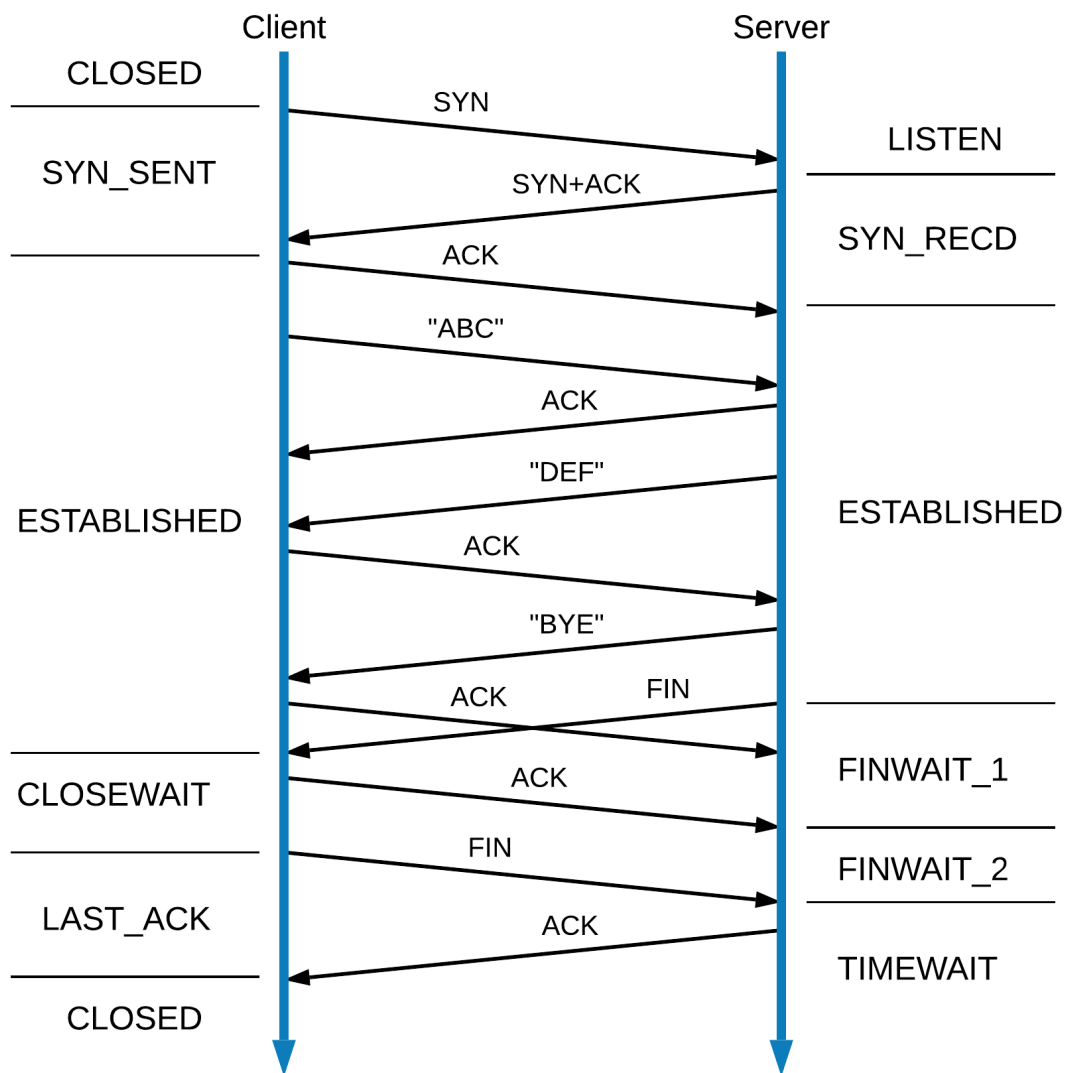 Client
Server
CLOSED
SYN
LISTEN
SYN_SENT
SYN+ACK
SYN_RECD
ACK
"ABC"
ACK
"DEF"
ESTABLISHED
ESTABLISHED
ACK
"BYE"
ACK
FIN
FINWAIT_1
ACK
CLOSEWAIT
FIN
FINWAIT_2
LAST_ACK
ACK
TIMEWAIT
CLOSED